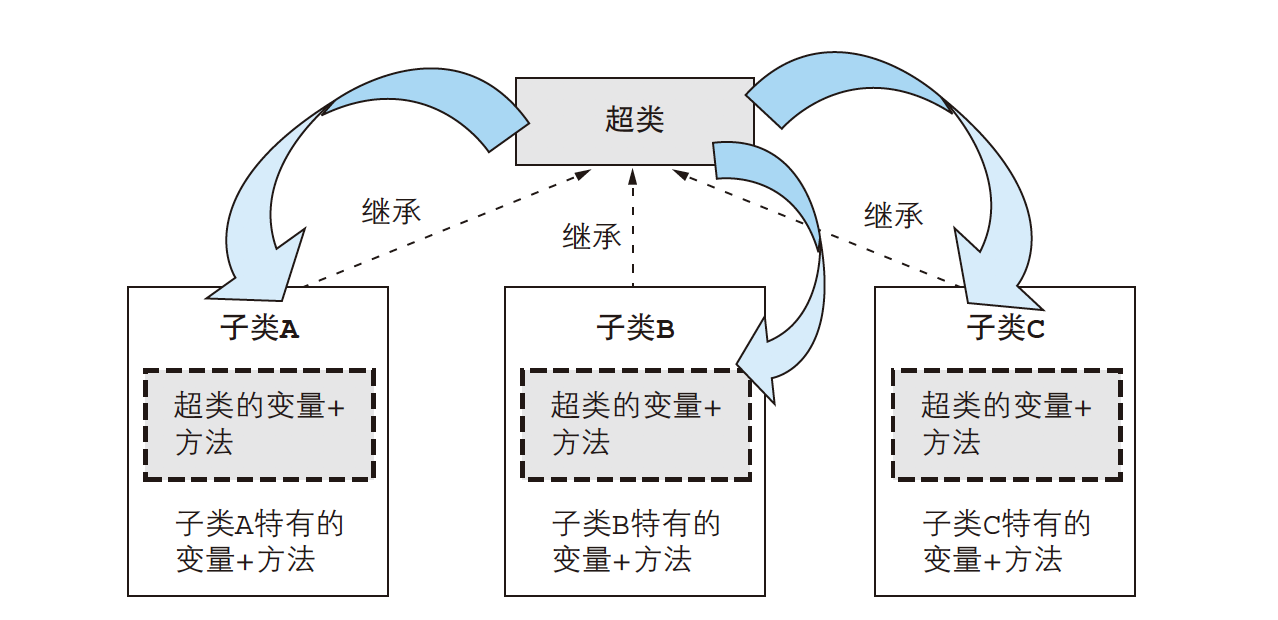 超类
继承
继承
继承
子类A
超类的变量+
方法
子类A特有的
变量+方法
子类B
超类的变量+
方法
子类B特有的
变量+方法
子类C
超类的变量+
方法
子类C特有的
变量+方法